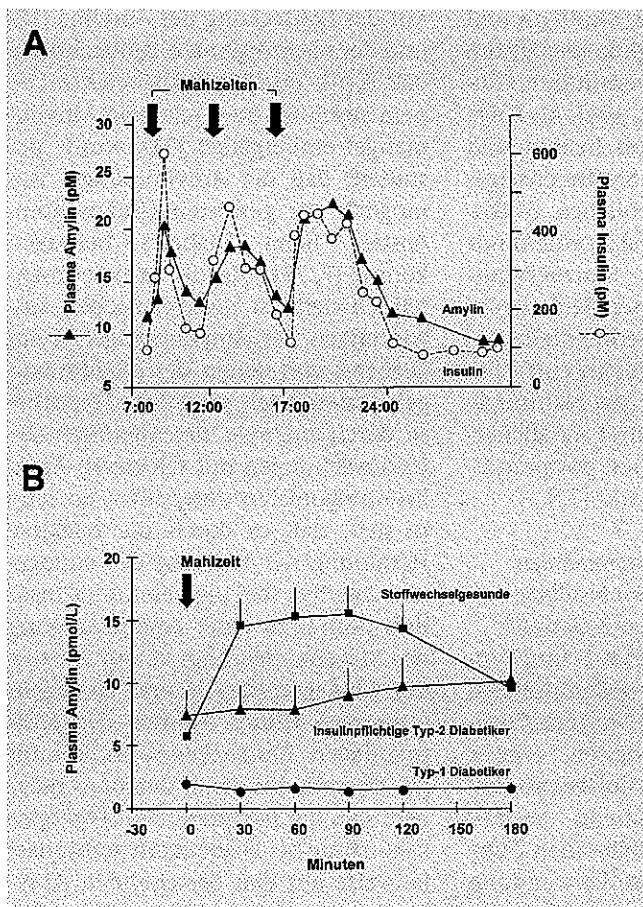 A
Mahlzeiten
30
25
20
15
10
5
Plasma Amylin (pM)
600
400
200
0
Plasma Insulin (pM)
Amylin
Insulin
7:00 12:00 17:00 24:00
B
20
15
10
5
0
Plasma Amylin (pmol/L)
Mahlzeit
Stoffwechselgesunde
Insulinpflichtige Typ-2 Diabetiker
Typ-1 Diabetiker
-30 0 30 60 90 120 150 180
Minuten